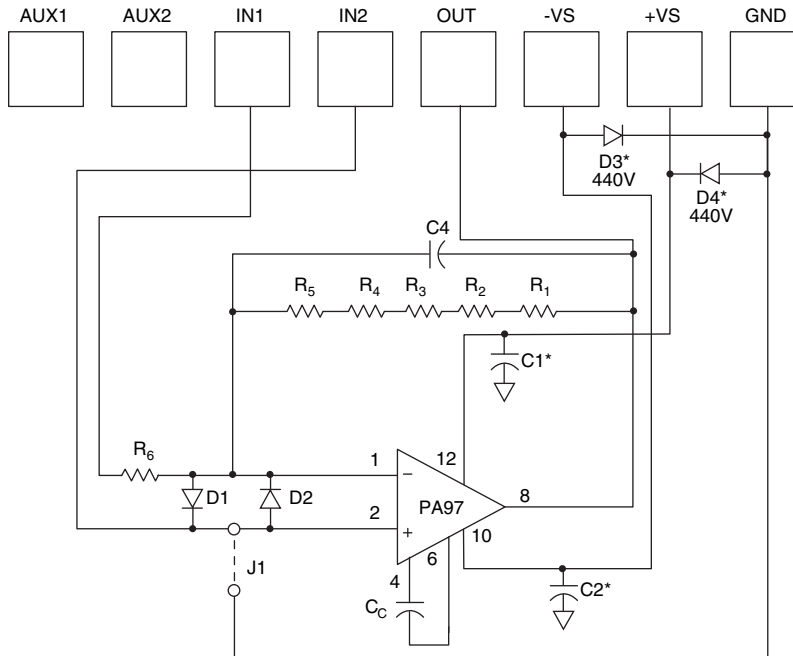 AUX1 AUX2 IN1 IN2 OUT -VS +VS GND
D3*
440V
D4*
440V
C4
R5 R4 R3 R2 R1
C1*
R6
1
12
−
D1
D2
PA97
8
2
+
10
6
4
J1
CC
C2*